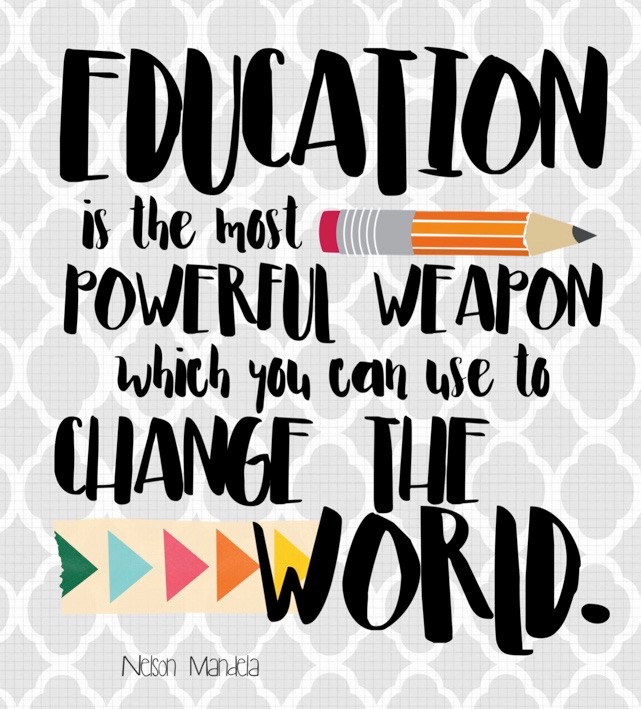 EDUCATION
is the most
POWERFUL WEAPON
which you can use to
CHANGE THE
WORLD.
Nelson Mandela